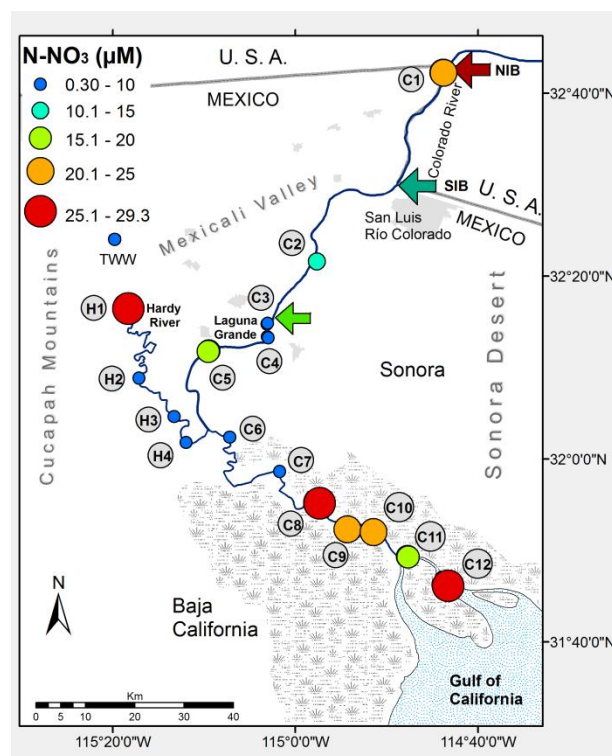 N-NO₃ (µM)
0.30 - 10
10.1 - 15
15.1 - 20
20.1 - 25
25.1 - 29.3
U. S. A.
MEXICO
C1
NIB
32°40'0"N
Colorado River
SIB
U. S. A.
MEXICO
San Luis
Río Colorado
Mexicali Valley
C2
TWW
32°20'0"N
Cucapah Mountains
H1
Hardy
River
C3
Laguna
Grande
C4
C5
Sonora
Sonora Desert
H2
H3
H4
C6
32°0'0"N
C7
C8
C9
C10
C11
C12
N
Baja
California
31°40'0"N
Gulf of
California
Km
0 5 10 20 30 40
115°20'0"W
115°0'0"W
114°40'0"W